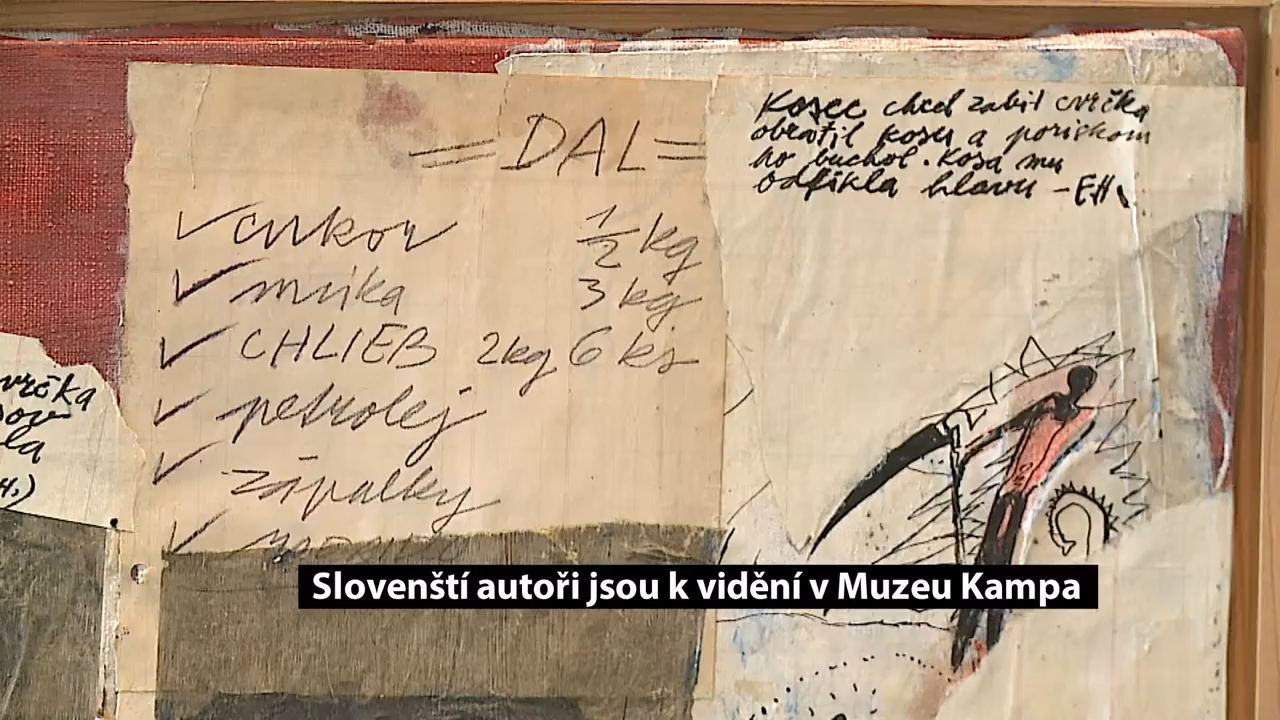 = DAL =
✓ cukor 1/2 kg
✓ múka 3 kg
✓ CHLIEB 2kg 6 ks
✓ petrolej
✓ zápalky
✓
Kosec chcel zabiť cvrčka
obrátil kosu a poriskom
ho buchol. Kosa mu
odťikla hlavu – EH.
vrčka
la
H.)
Slovenští autoři jsou k vidění v Muzeu Kampa